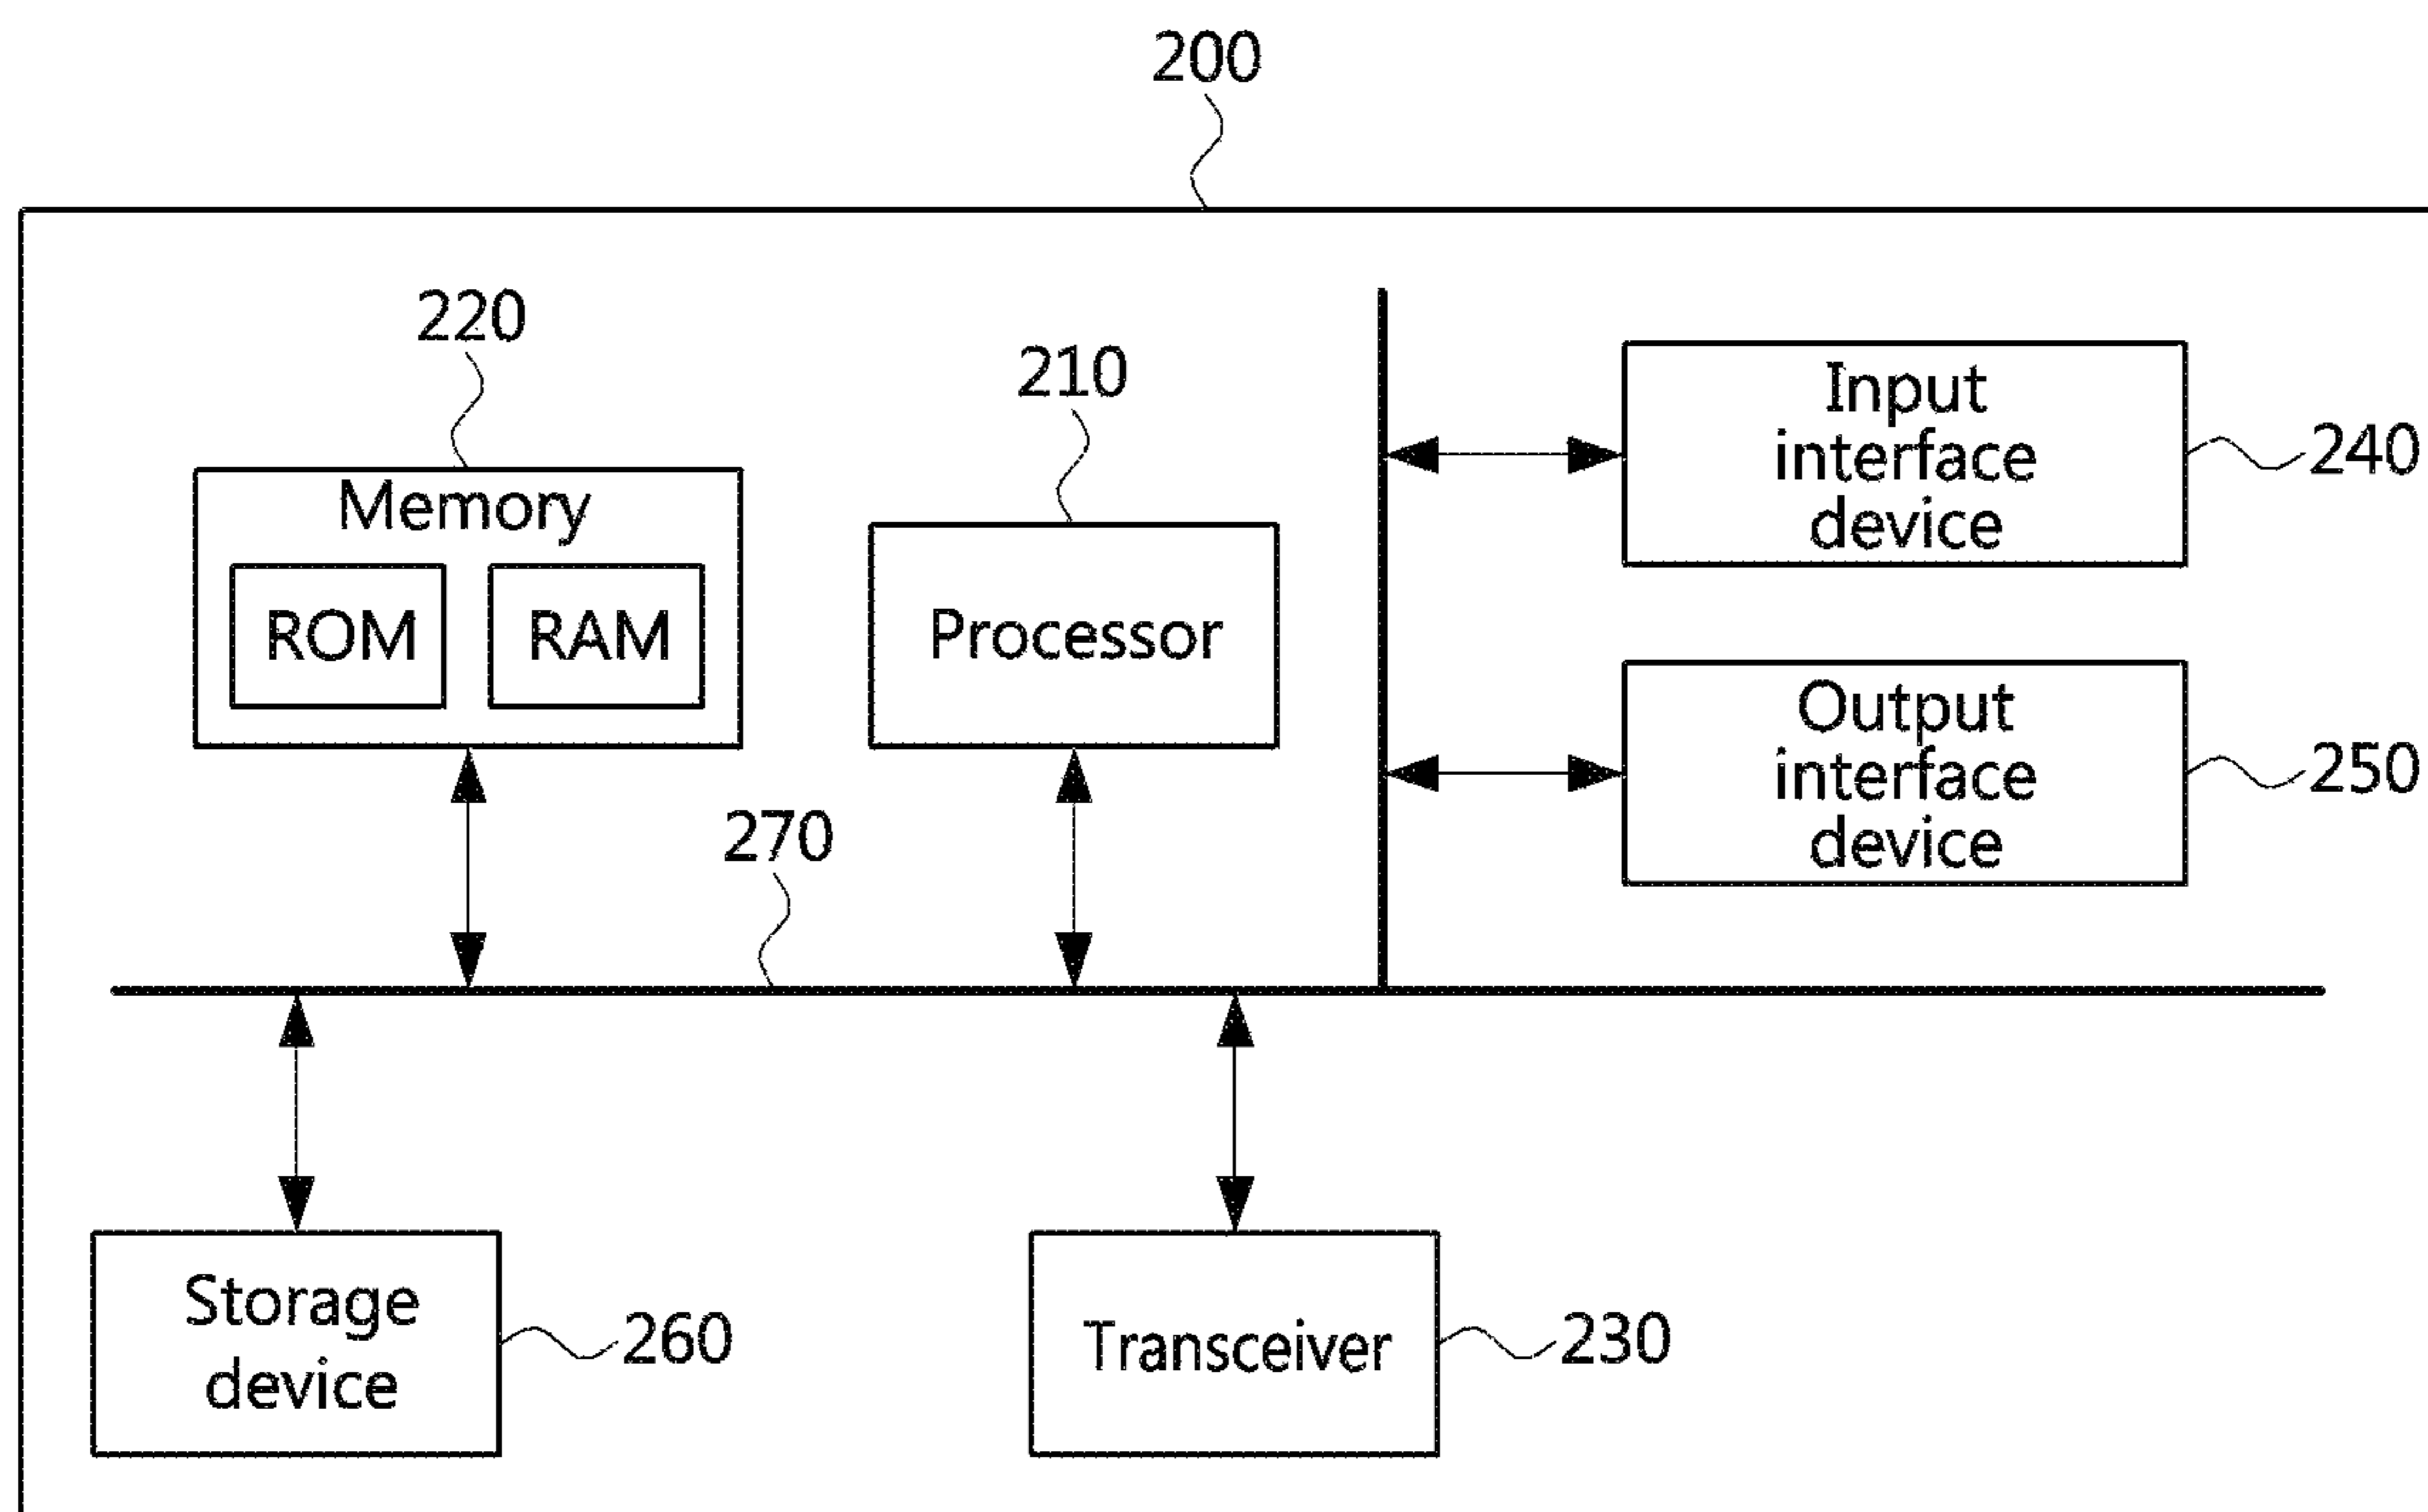 200
220
210
Memory
ROM
RAM
Processor
Input
interface
device
240
Output
interface
device
250
270
Storage
device
260
Transceiver
230